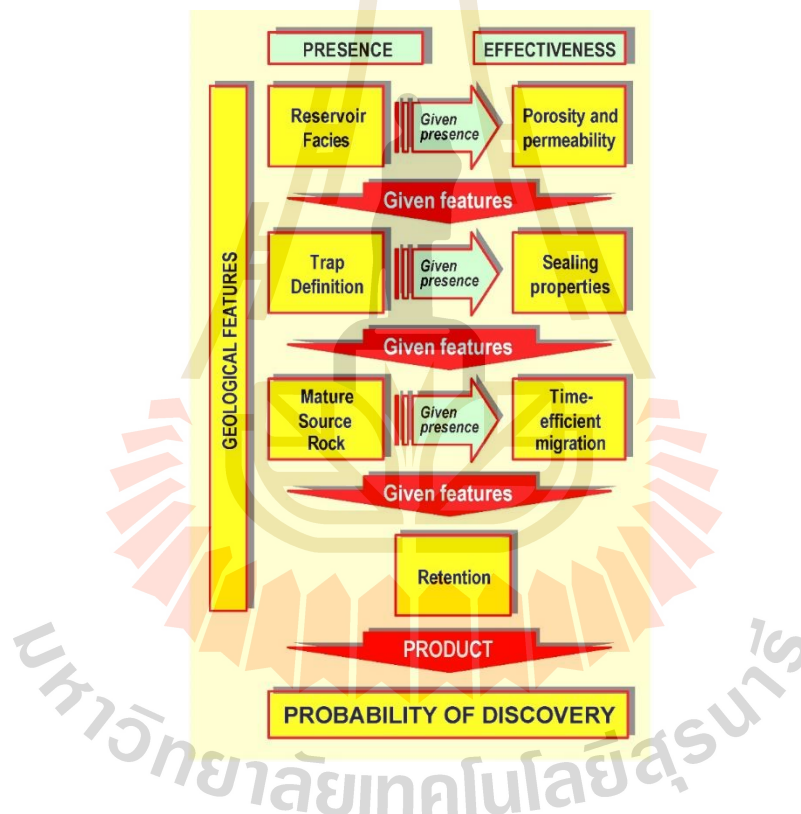 PRESENCE
EFFECTIVENESS
GEOLOGICAL FEATURES
Reservoir
Facies
Given
presence
Porosity and
permeability
Given features
Trap
Definition
Given
presence
Sealing
properties
Given features
Mature
Source
Rock
Given
presence
Time-
efficient
migration
Given features
Retention
PRODUCT
PROBABILITY OF DISCOVERY
มหาวิทยาลัยเทคโนโลยีสุรนารี